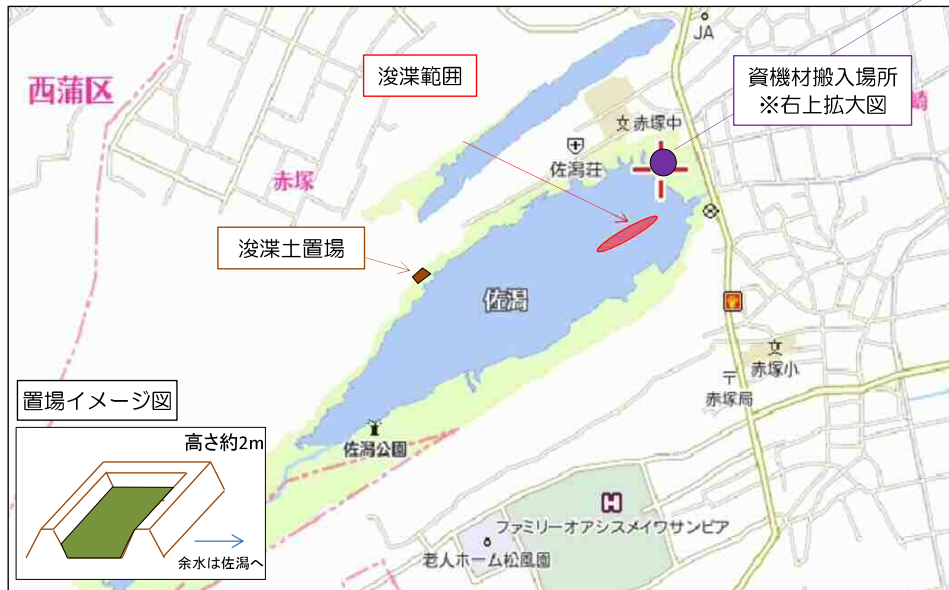 JA
浚渫範囲
資機材搬入場所
※右上拡大図
西蒲区
崎
文赤塚中
佐潟荘
赤塚
浚渫土置場
佐潟
文
赤塚小
〒
赤塚局
置場イメージ図
高さ約2m
佐潟公園
余水は佐潟へ
H
ファミリーオアシスメイワサンピア
老人ホーム松風園